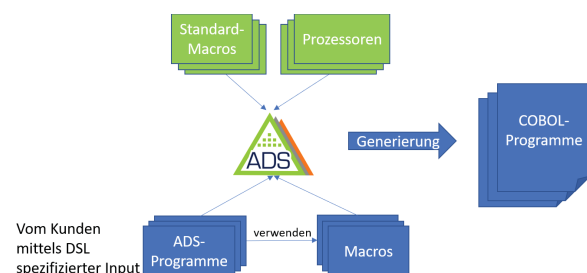 Standard-
Macros
Prozessoren
COBOL-
Programme
Generierung
ADS
Vom Kunden
mittels DSL
spezifizierter Input
ADS-
Programme
verwenden
Macros